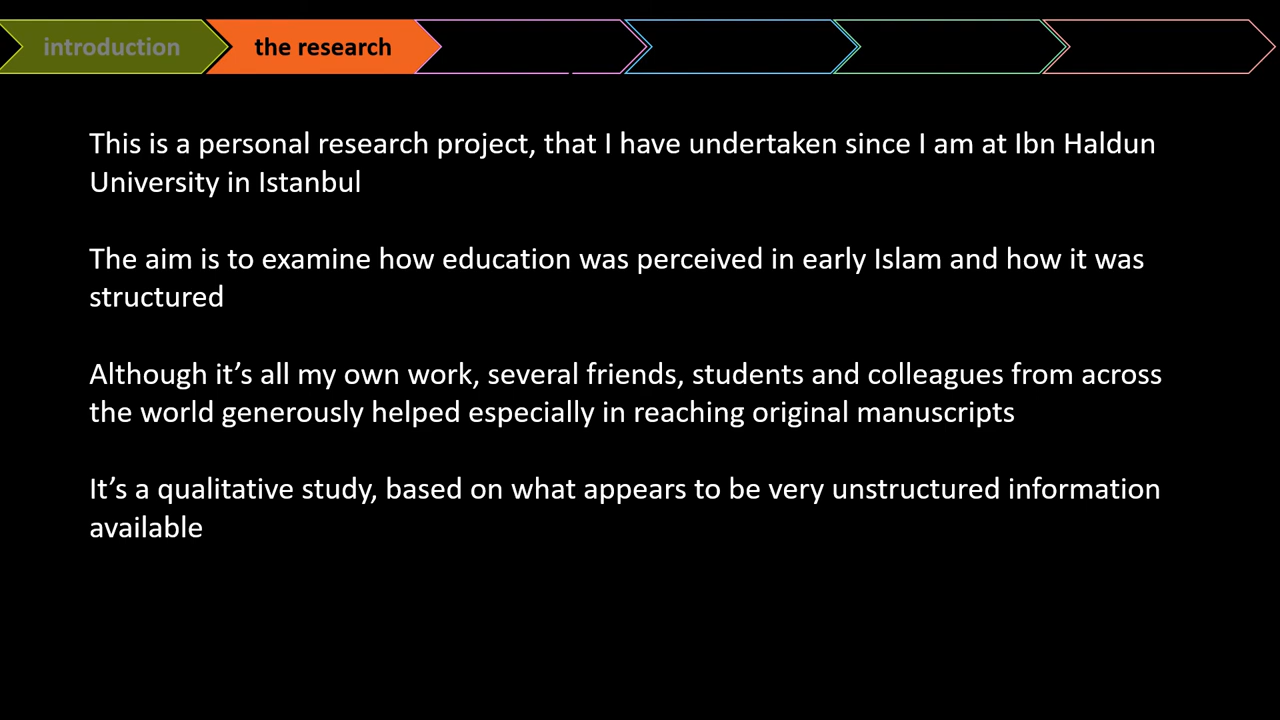 introduction
the research
This is a personal research project, that I have undertaken since I am at Ibn Haldun
University in Istanbul
The aim is to examine how education was perceived in early Islam and how it was
structured
Although it’s all my own work, several friends, students and colleagues from across
the world generously helped especially in reaching original manuscripts
It’s a qualitative study, based on what appears to be very unstructured information
available